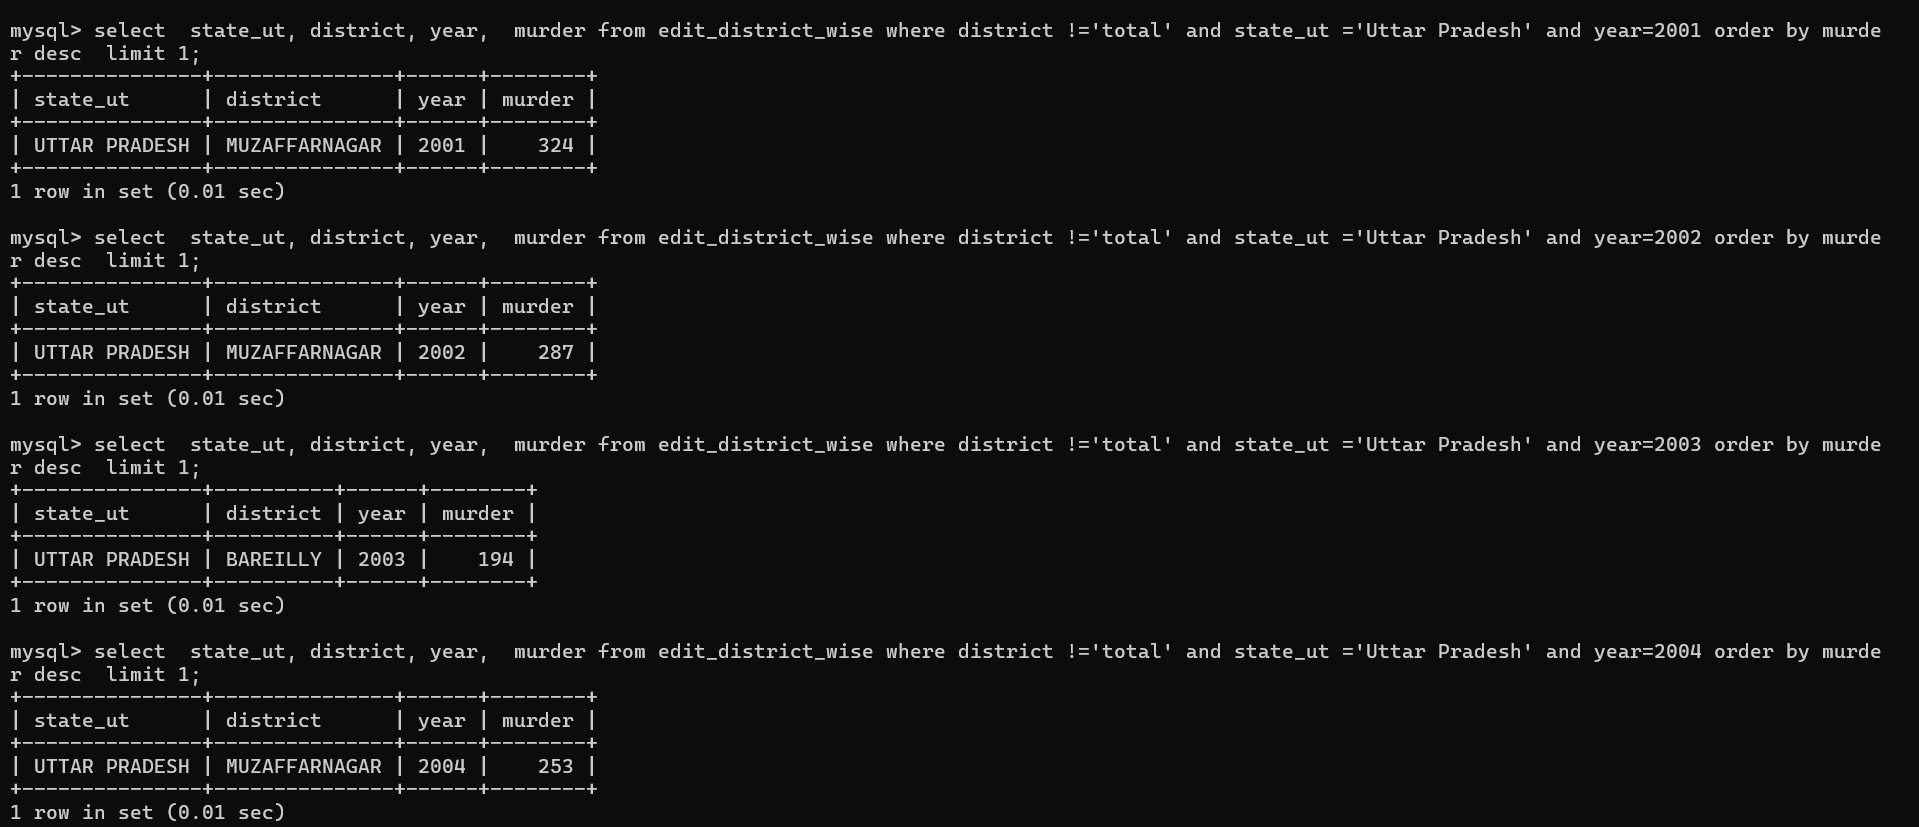 mysql> select  state_ut, district, year,  murder from edit_district_wise where district !='total' and state_ut ='Uttar Pradesh' and year=2001 order by murde
r desc  limit 1;
+---------------+---------------+------+--------+
| state_ut      | district      | year | murder |
+---------------+---------------+------+--------+
| UTTAR PRADESH | MUZAFFARNAGAR | 2001 |    324 |
+---------------+---------------+------+--------+
1 row in set (0.01 sec)
mysql> select  state_ut, district, year,  murder from edit_district_wise where district !='total' and state_ut ='Uttar Pradesh' and year=2002 order by murde
r desc  limit 1;
+---------------+---------------+------+--------+
| state_ut      | district      | year | murder |
+---------------+---------------+------+--------+
| UTTAR PRADESH | MUZAFFARNAGAR | 2002 |    287 |
+---------------+---------------+------+--------+
1 row in set (0.01 sec)
mysql> select  state_ut, district, year,  murder from edit_district_wise where district !='total' and state_ut ='Uttar Pradesh' and year=2003 order by murde
r desc  limit 1;
+---------------+----------+------+--------+
| state_ut      | district | year | murder |
+---------------+----------+------+--------+
| UTTAR PRADESH | BAREILLY | 2003 |    194 |
+---------------+----------+------+--------+
1 row in set (0.01 sec)
mysql> select  state_ut, district, year,  murder from edit_district_wise where district !='total' and state_ut ='Uttar Pradesh' and year=2004 order by murde
r desc  limit 1;
+---------------+---------------+------+--------+
| state_ut      | district      | year | murder |
+---------------+---------------+------+--------+
| UTTAR PRADESH | MUZAFFARNAGAR | 2004 |    253 |
+---------------+---------------+------+--------+
1 row in set (0.01 sec)